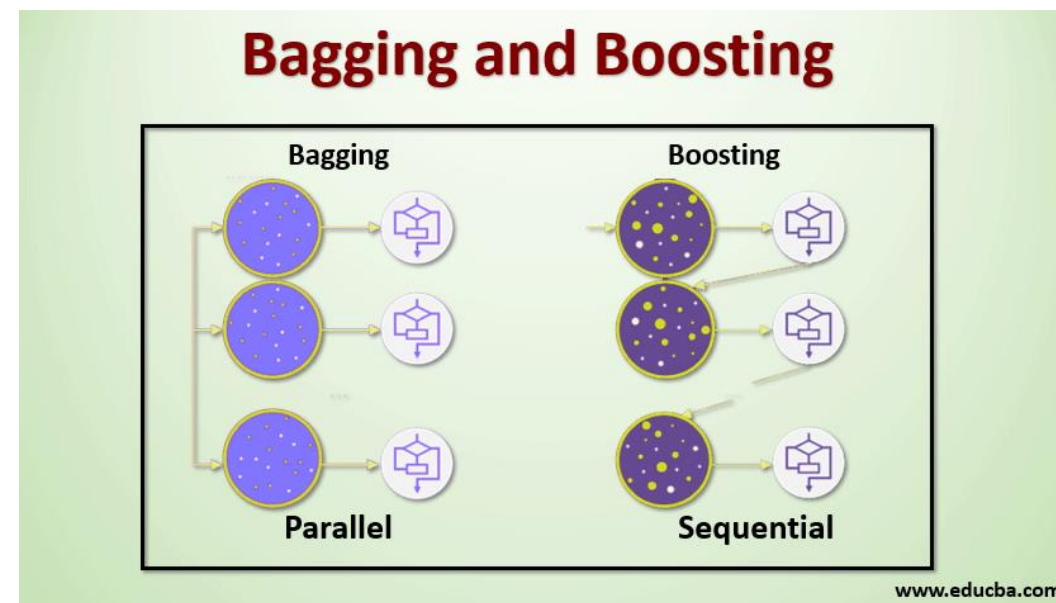 Bagging and Boosting
Bagging
Boosting
Parallel
Sequential
www.educba.com